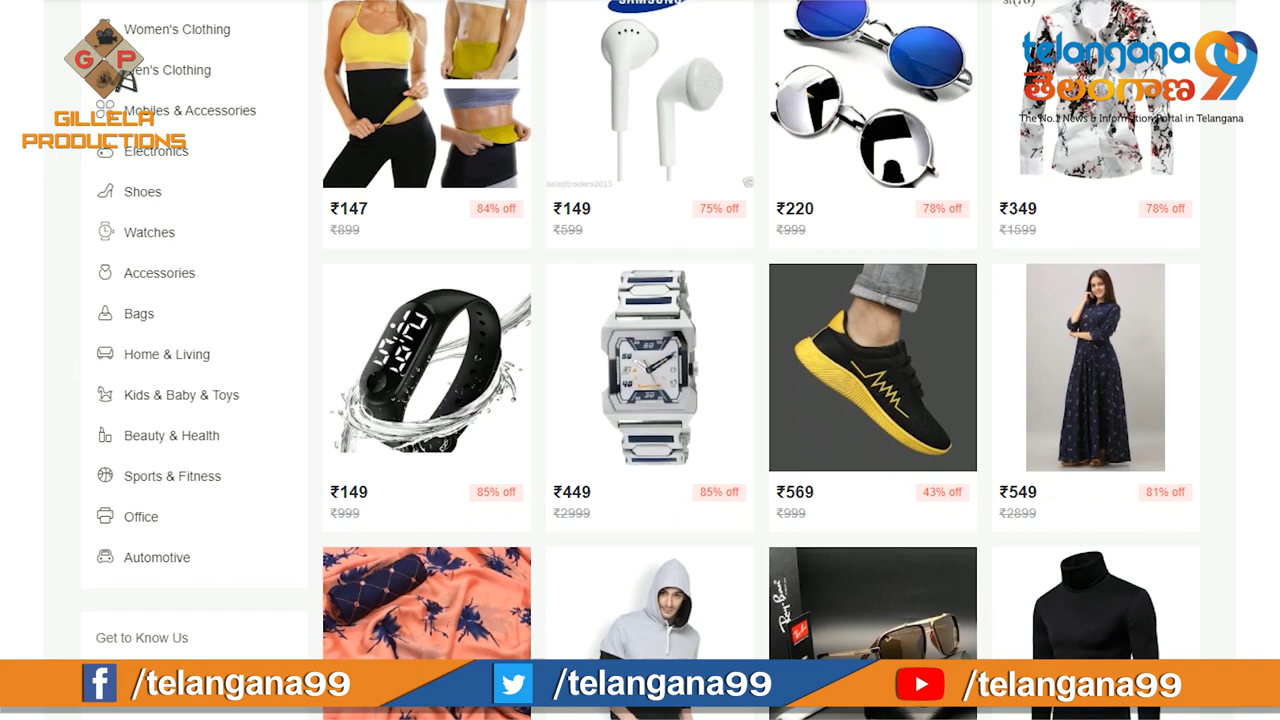 Women's Clothing
en's Clothing
Mobiles & Accessories
Electronics
Shoes
Watches
Accessories
Bags
Home & Living
Kids & Baby & Toys
Beauty & Health
Sports & Fitness
Office
Automotive
Get to Know Us
G P
GILLELA
PRODUCTIONS
SAMSUNG
telangana99
తెలంగాణ
The No.1 News & Information Portal in Telangana
₹147 84% off
₹899
₹149 75% off
₹599
₹220 78% off
₹999
₹349 78% off
₹1599
₹149 85% off
₹999
₹449 85% off
₹2999
₹569 43% off
₹999
₹549 81% off
₹2899
Ray-Ban
/telangana99
/telangana99
/telangana99